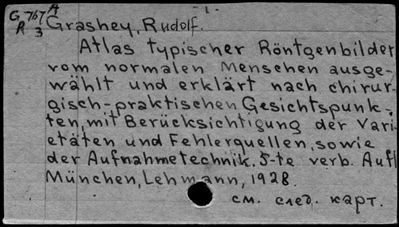 - 1 -
G 767 A
R 3
Grashey, Rudolf.
Atlas typischer Röntgenbilder
vom normalen Menschen ausge-
wählt und erklärt nach chirur-
gisch-praktischen Gesichtspunk-
ten, mit Berücksichtigung der Vari-
etäten und Fehlerquellen, sowie
der Aufnahmetechnik. 5-te verb. Aufl
München, Lehmann, 1928.
см. след. карт.